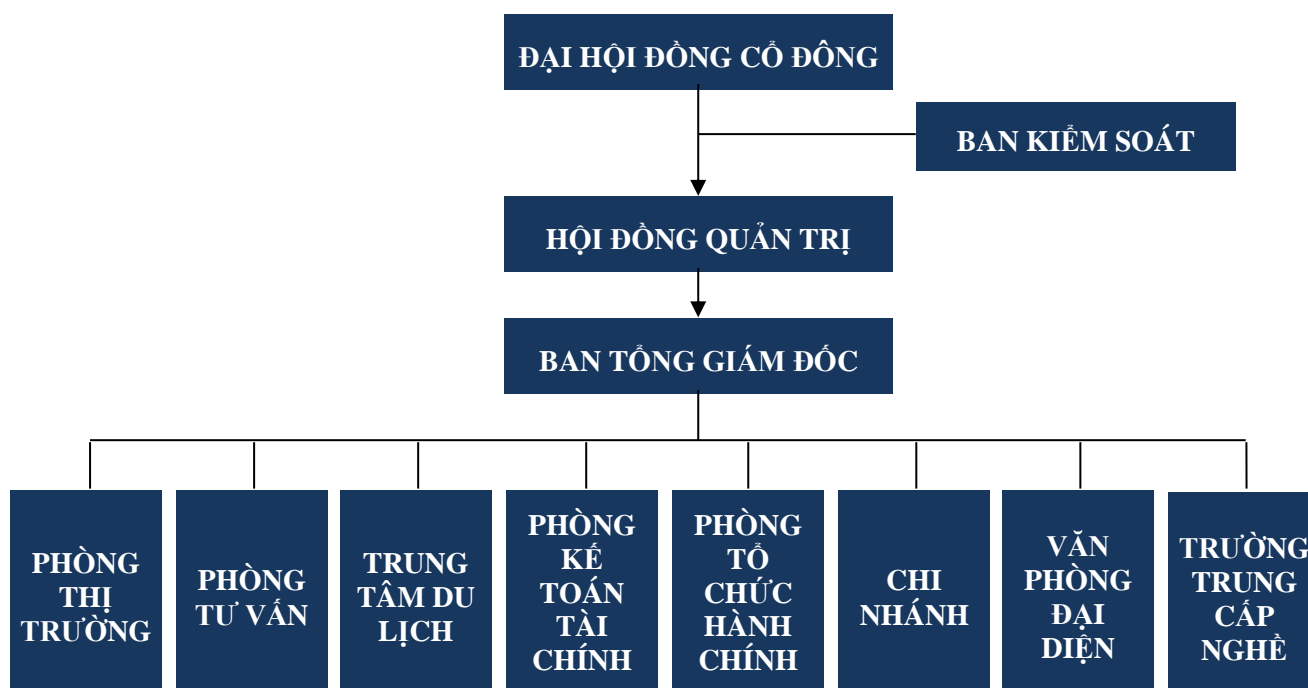 ĐẠI HỘI ĐỒNG CỔ ĐÔNG
BAN KIỂM SOÁT
HỘI ĐỒNG QUẢN TRỊ
BAN TỔNG GIÁM ĐỐC
PHÒNG
THỊ
TRƯỜNG
PHÒNG
TƯ VẤN
TRUNG
TÂM DU
LỊCH
PHÒNG
KẾ
TOÁN
TÀI
CHÍNH
PHÒNG
TỔ
CHỨC
HÀNH
CHÍNH
CHI
NHÁNH
VĂN
PHÒNG
ĐẠI
DIỆN
TRƯỜNG
TRUNG
CẤP
NGHỀ